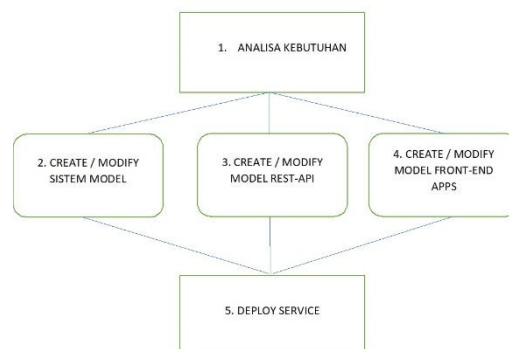 1. ANALISA KEBUTUHAN
2. CREATE / MODIFY
SISTEM MODEL
3. CREATE / MODIFY
MODEL REST-API
4. CREATE / MODIFY
MODEL FRONT-END
APPS
5. DEPLOY SERVICE